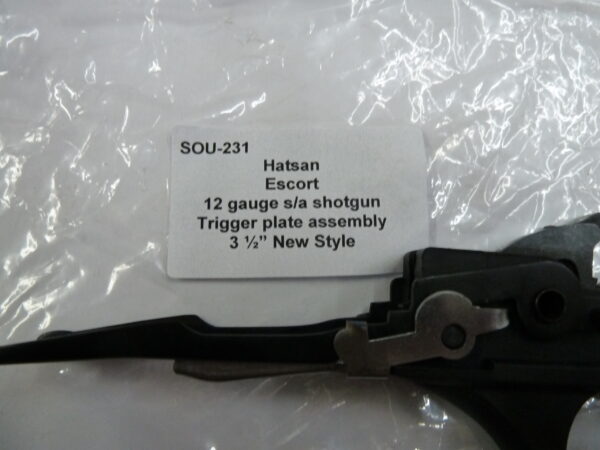 SOU-231
Hatsan
Escort
12 gauge s/a shotgun
Trigger plate assembly
3 ½” New Style